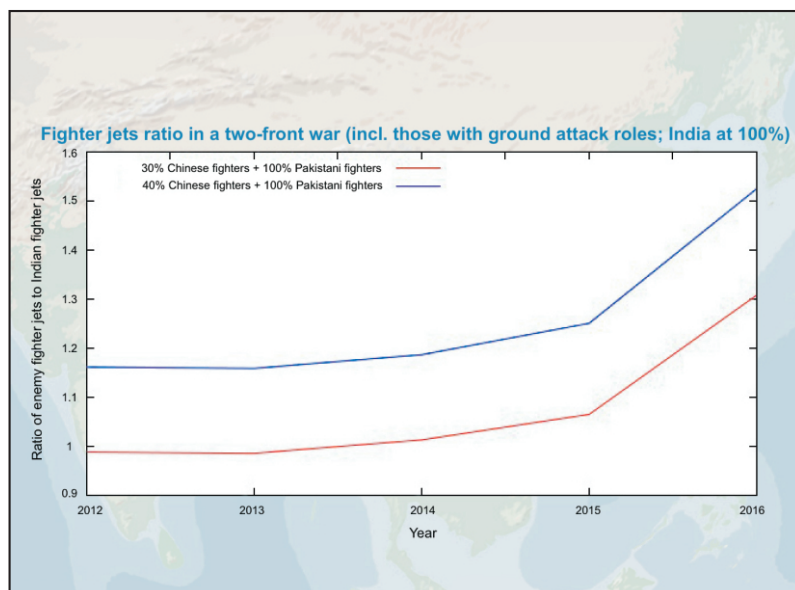 Fighter jets ratio in a two-front war (incl. those with ground attack roles; India at 100%)
Ratio of enemy fighter jets to Indian fighter jets
1.6
1.5
1.4
1.3
1.2
1.1
1
0.9
30% Chinese fighters + 100% Pakistani fighters
40% Chinese fighters + 100% Pakistani fighters
2012 2013 2014 2015 2016
Year